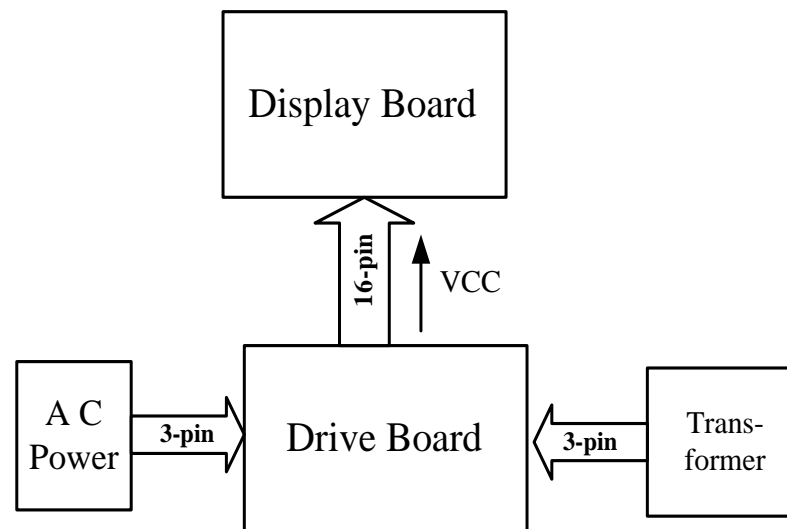 Display Board
16-pin
VCC
A C
Power
3-pin
Drive Board
3-pin
Trans-
former